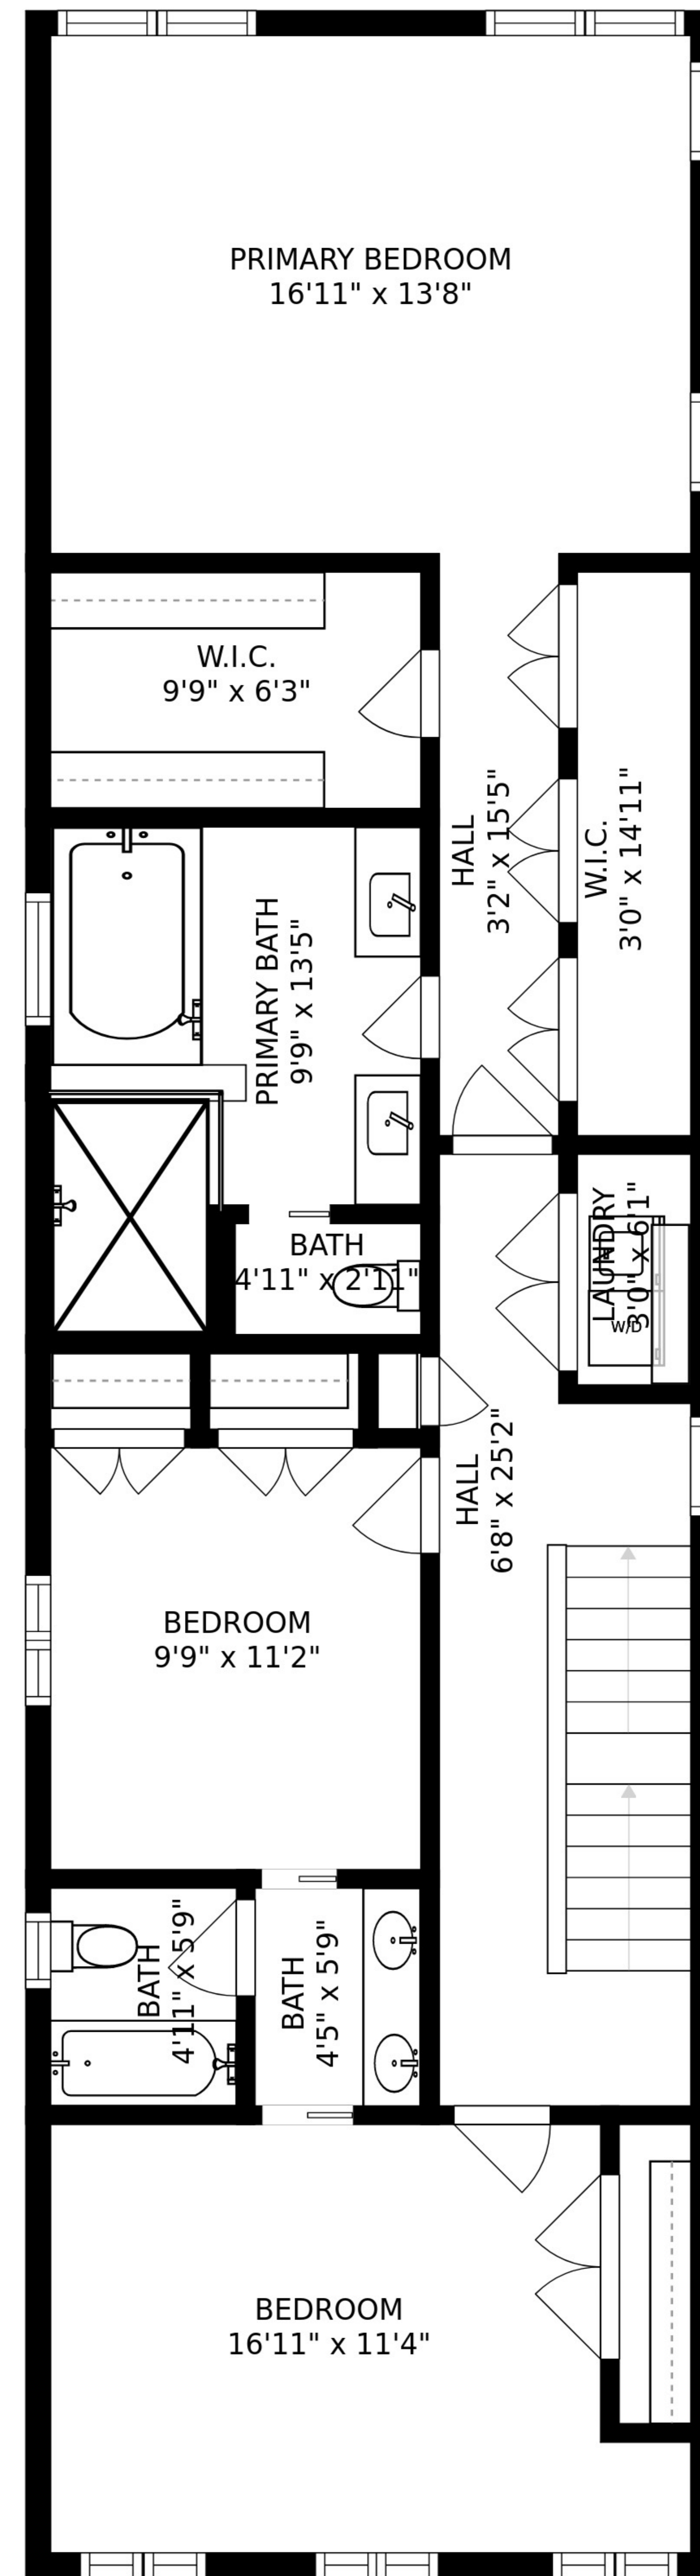 PRIMARY BEDROOM
16'11" x 13'8"
W.I.C.
9'9" x 6'3"
HALL
3'2" x 15'5"
W.I.C.
3'0" x 14'11"
PRIMARY BATH
9'9" x 13'5"
BATH
4'11" x 2'11"
LAUNDRY
3'0" x 6'1"
W/D
HALL
6'8" x 25'2"
BEDROOM
9'9" x 11'2"
BATH
4'11" x 5'9"
BATH
4'5" x 5'9"
BEDROOM
16'11" x 11'4"